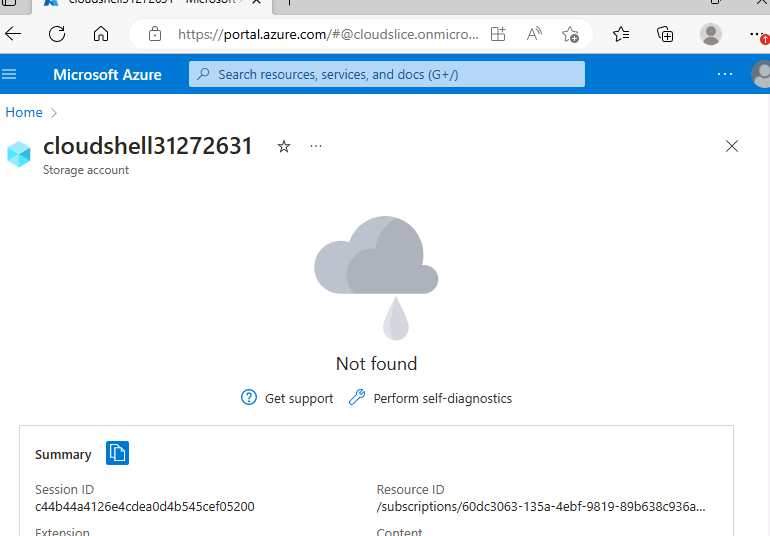 cloudshell31272631 - Microsoft A
https://portal.azure.com/#@cloudslice.onmicro...
Microsoft Azure
Search resources, services, and docs (G+/)
Home
cloudshell31272631
Storage account
Not found
Get support
Perform self-diagnostics
Summary
Session ID
Resource ID
c44b44a4126e4cdea0d4b545cef05200
/subscriptions/60dc3063-135a-4ebf-9819-89b638c936a...
Extension
Content